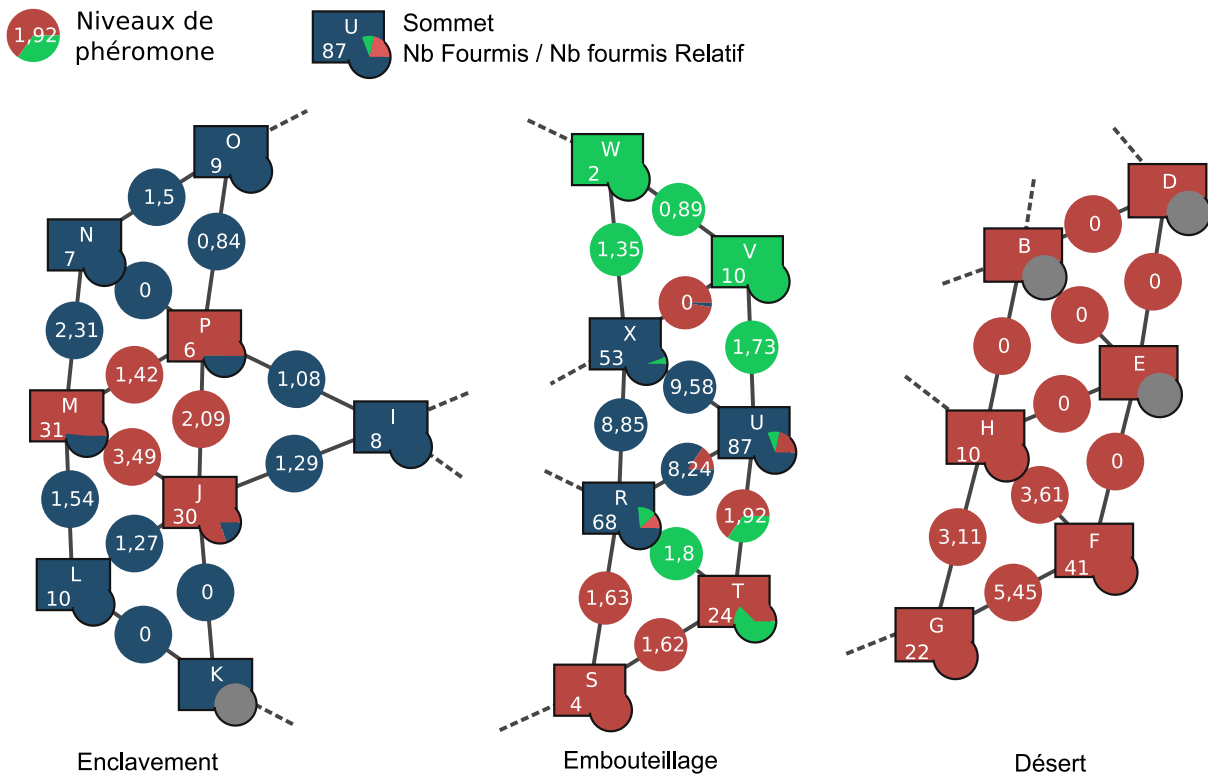 1,92
Niveaux de
phéromone
U
87
Sommet
Nb Fourmis / Nb fourmis Relatif
O
9
1,5
N
7
0,84
0
2,31
P
6
1,42
1,08
M
31
2,09
I
8
3,49
1,29
J
30
1,54
1,27
L
10
0
0
K
Enclavement
W
2
0,89
1,35
V
10
0
X
53
1,73
9,58
8,85
U
87
8,24
R
68
1,92
1,8
1,63
T
24
1,62
S
4
Embouteillage
D
B
0
0
0
0
E
0
H
10
0
3,61
3,11
F
41
5,45
G
22
Désert